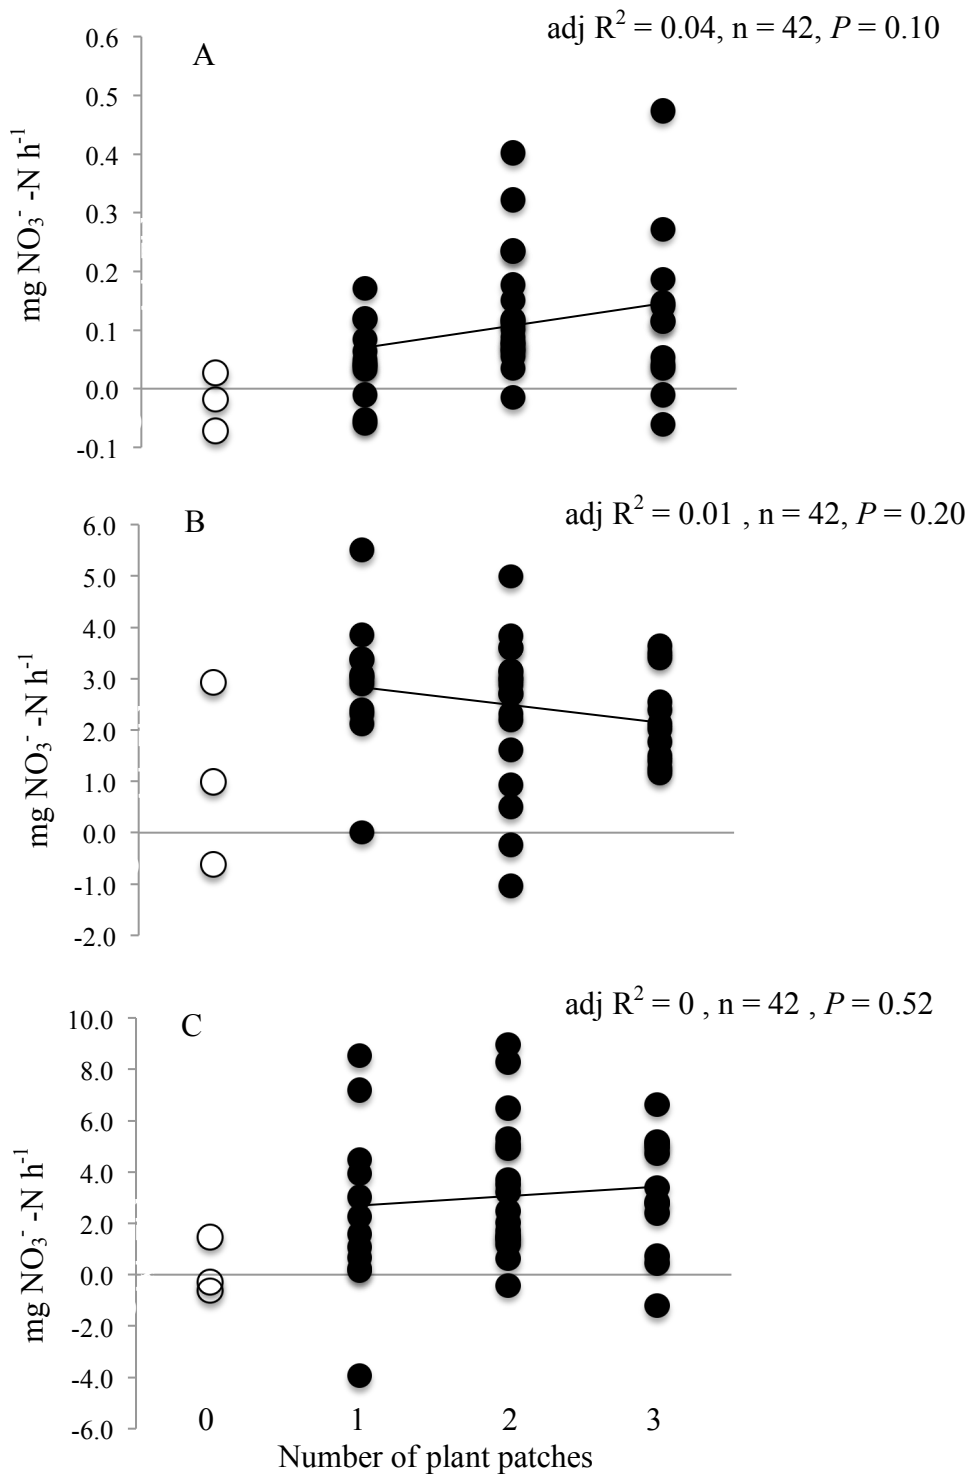 adj R² = 0.04, n = 42, P = 0.10
A
0.6
0.5
0.4
0.3
0.2
0.1
0.0
-0.1
mg NO₃⁻ -N h⁻¹
adj R² = 0.01 , n = 42, P = 0.20
B
6.0
5.0
4.0
3.0
2.0
1.0
0.0
-1.0
-2.0
mg NO₃⁻ -N h⁻¹
adj R² = 0 , n = 42 , P = 0.52
C
10.0
8.0
6.0
4.0
2.0
0.0
-2.0
-4.0
-6.0
mg NO₃⁻ -N h⁻¹
0 1 2 3
Number of plant patches